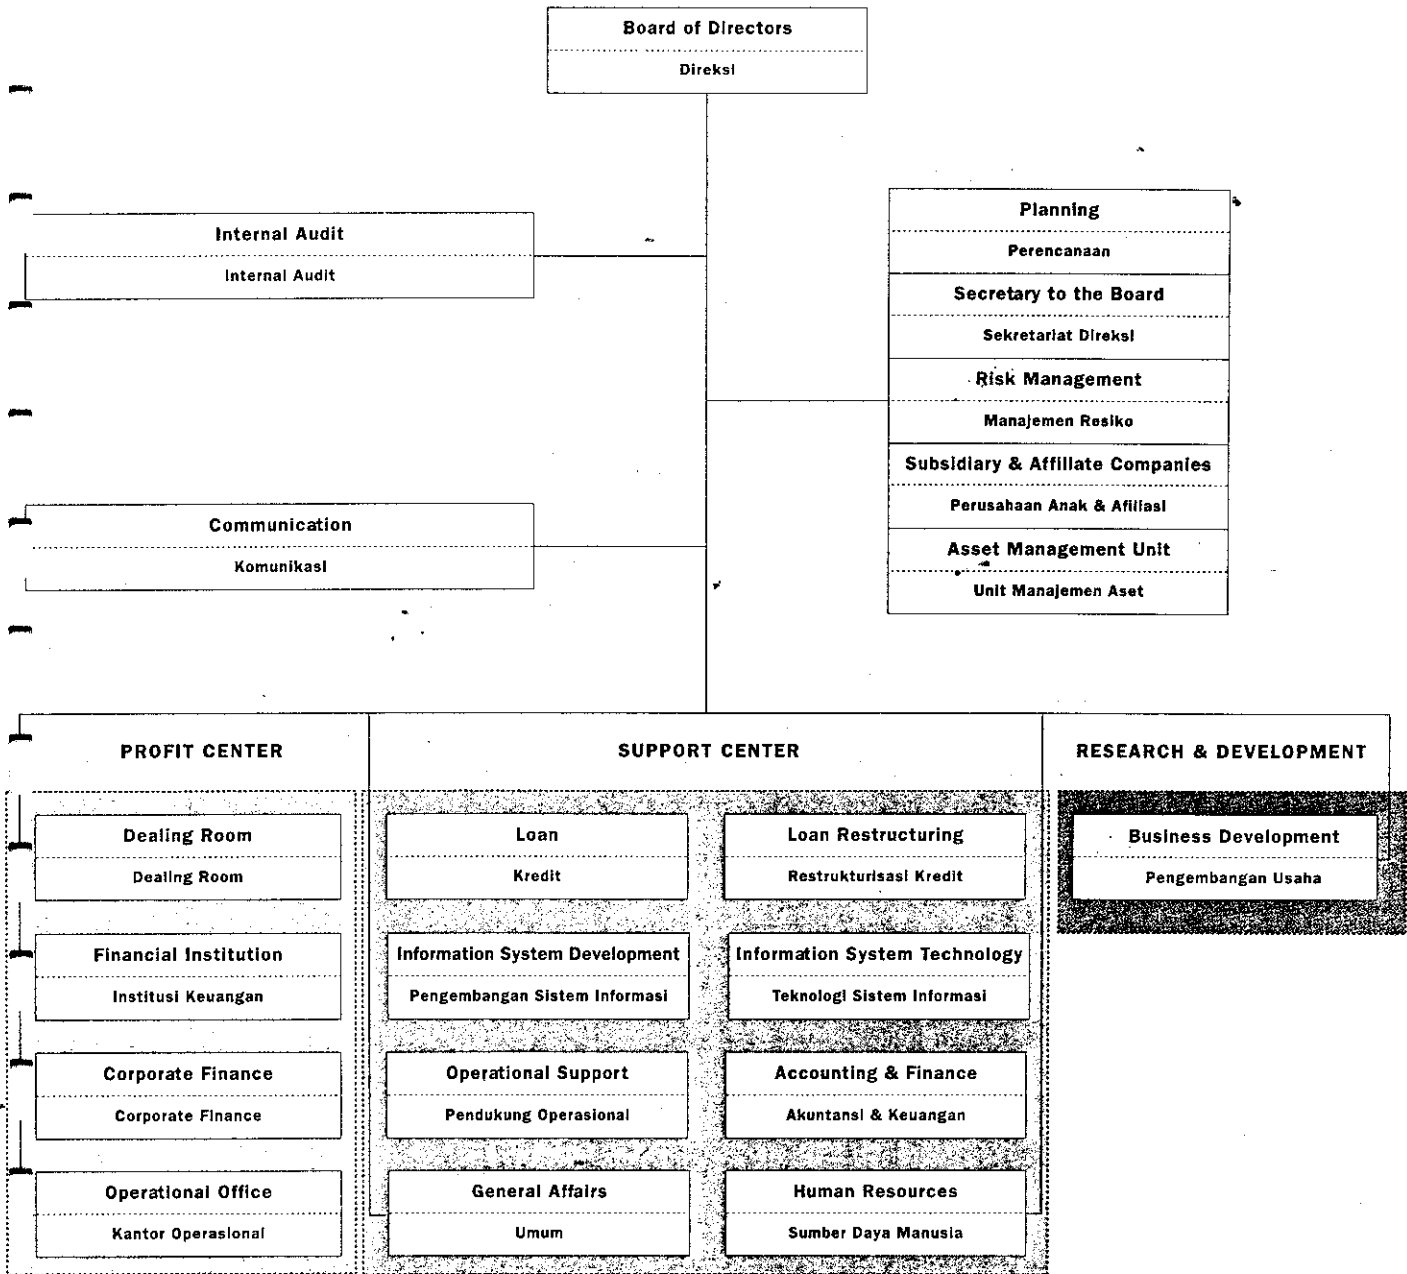 Board of Directors
Direksi
Internal Audit
Internal Audit
Planning
Perencanaan
Secretary to the Board
Sekretariat Direksi
Risk Management
Manajemen Resiko
Subsidiary & Affiliate Companies
Perusahaan Anak & Afiliasi
Asset Management Unit
Unit Manajemen Aset
Communication
Komunikasi
PROFIT CENTER
Dealing Room
Dealing Room
Financial Institution
Institusi Keuangan
Corporate Finance
Corporate Finance
Operational Office
Kantor Operasional
SUPPORT CENTER
Loan
Kredit
Loan Restructuring
Restrukturisasi Kredit
Information System Development
Pengembangan Sistem Informasi
Information System Technology
Teknologi Sistem Informasi
Operational Support
Pendukung Operasional
Accounting & Finance
Akuntansi & Keuangan
General Affairs
Umum
Human Resources
Sumber Daya Manusia
RESEARCH & DEVELOPMENT
Business Development
Pengembangan Usaha